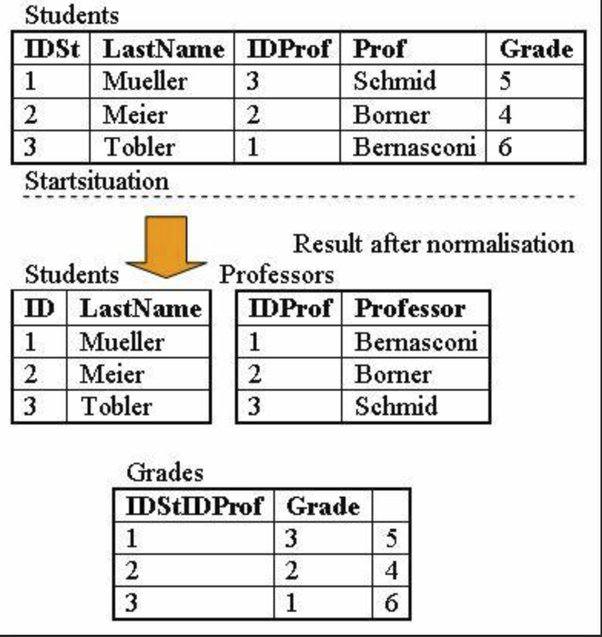 Students
IDSt LastName IDProf Prof Grade
1 Mueller 3 Schmid 5
2 Meier 2 Borner 4
3 Tobler 1 Bernasconi 6
Startsituation
Result after normalisation
Students Professors
ID LastName IDProf Professor
1 Mueller 1 Bernasconi
2 Meier 2 Borner
3 Tobler 3 Schmid
Grades
IDStIDProf Grade
1 3 5
2 2 4
3 1 6